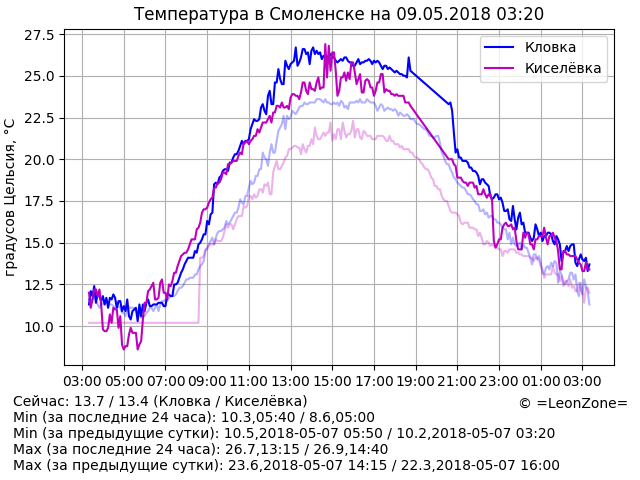 Температура в Смоленске на 09.05.2018 03:20
градусов Цельсия, °C
27.5
25.0
22.5
20.0
17.5
15.0
12.5
10.0
Кловка
Киселёвка
03:00 05:00 07:00 09:00 11:00 13:00 15:00 17:00 19:00 21:00 23:00 01:00 03:00
Сейчас: 13.7 / 13.4 (Кловка / Киселёвка)
© =LeonZone=
Min (за последние 24 часа): 10.3,05:40 / 8.6,05:00
Min (за предыдущие сутки): 10.5,2018-05-07 05:50 / 10.2,2018-05-07 03:20
Max (за последние 24 часа): 26.7,13:15 / 26.9,14:40
Max (за предыдущие сутки): 23.6,2018-05-07 14:15 / 22.3,2018-05-07 16:00